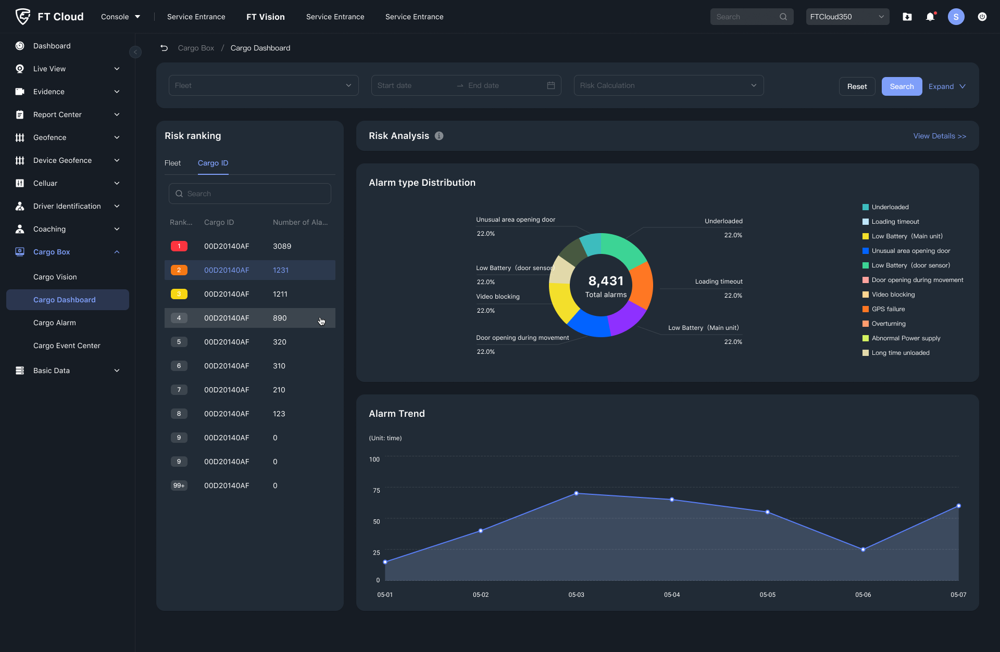 FT Cloud
Console
Service Entrance
FT Vision
Service Entrance
Service Entrance
Search
FTCloud350
S
Dashboard
Live View
Evidence
Report Center
Geofence
Device Geofence
Celluar
Driver Identification
Coaching
Cargo Box
Cargo Vision
Cargo Dashboard
Cargo Alarm
Cargo Event Center
Basic Data
Cargo Box / Cargo Dashboard
Fleet
Start date → End date
Risk Calculation
Reset
Search
Expand
Risk ranking
Fleet
Cargo ID
Search
Rank... Cargo ID Number of Ala...
1 00D20140AF 3089
2 00D20140AF 1231
3 00D20140AF 1211
4 00D20140AF 890
5 00D20140AF 320
6 00D20140AF 310
7 00D20140AF 210
8 00D20140AF 123
9 00D20140AF 0
9 00D20140AF 0
99+ 00D20140AF 0
Risk Analysis
View Details >>
Alarm type Distribution
Unusual area opening door
22.0%
Low Battery（door sensor）
22.0%
Video blocking
22.0%
Door opening during movement
22.0%
8,431
Total alarms
Underloaded
22.0%
Loading timeout
22.0%
Low Battery（Main unit）
22.0%
Underloaded
Loading timeout
Low Battery（Main unit）
Unusual area opening door
Low Battery（door sensor）
Door opening during movement
Video blocking
GPS failure
Overturning
Abnormal Power supply
Long time unloaded
Alarm Trend
(Unit: time)
100
75
50
25
0
05-01 05-02 05-03 05-04 05-05 05-06 05-07